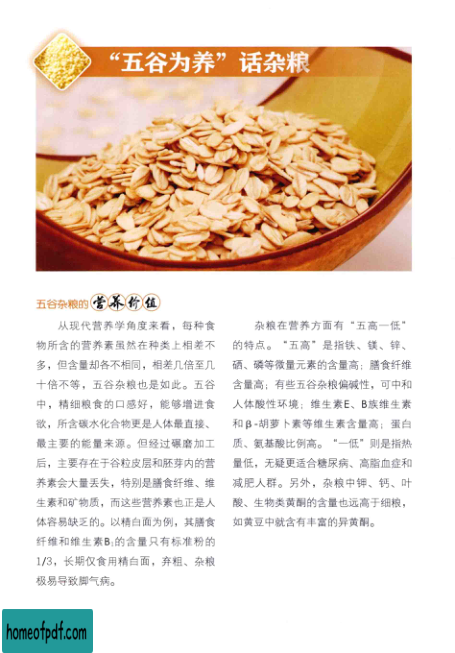 “五谷为养”话杂粮
五谷杂粮的营养价值
从现代营养学角度来看，每种食
物所含的营养素虽然在种类上相差不
多，但含量却各不相同，相差几倍至几
十倍不等，五谷杂粮也是如此。五谷
中，精细粮食的口感好，能够增进食
欲，所含碳水化合物更是人体最直接、
最主要的能量来源。但经过碾磨加工
后，主要存在于谷粒皮层和胚芽内的营
养素会大量丢失，特别是膳食纤维、维
生素和矿物质，而这些营养素也正是人
体容易缺乏的。以精白面为例，其膳食
纤维和维生素B₁的含量只有标准粉的
1/3，长期仅食用精白面，弃粗、杂粮
极易导致脚气病。
杂粮在营养方面有“五高一低”
的特点。“五高”是指铁、镁、锌、
硒、磷等微量元素的含量高；膳食纤维
含量高；有些五谷杂粮偏碱性，可中和
人体酸性环境；维生素E、B族维生素
和β-胡萝卜素等维生素含量高；蛋白
质、氨基酸比例高。“一低”则是指热
量低，无疑更适合糖尿病、高脂血症和
减肥人群。另外，杂粮中钾、钙、叶
酸、生物类黄酮的含量也远高于细粮，
如黄豆中就含有丰富的异黄酮。
homeofpdf.com